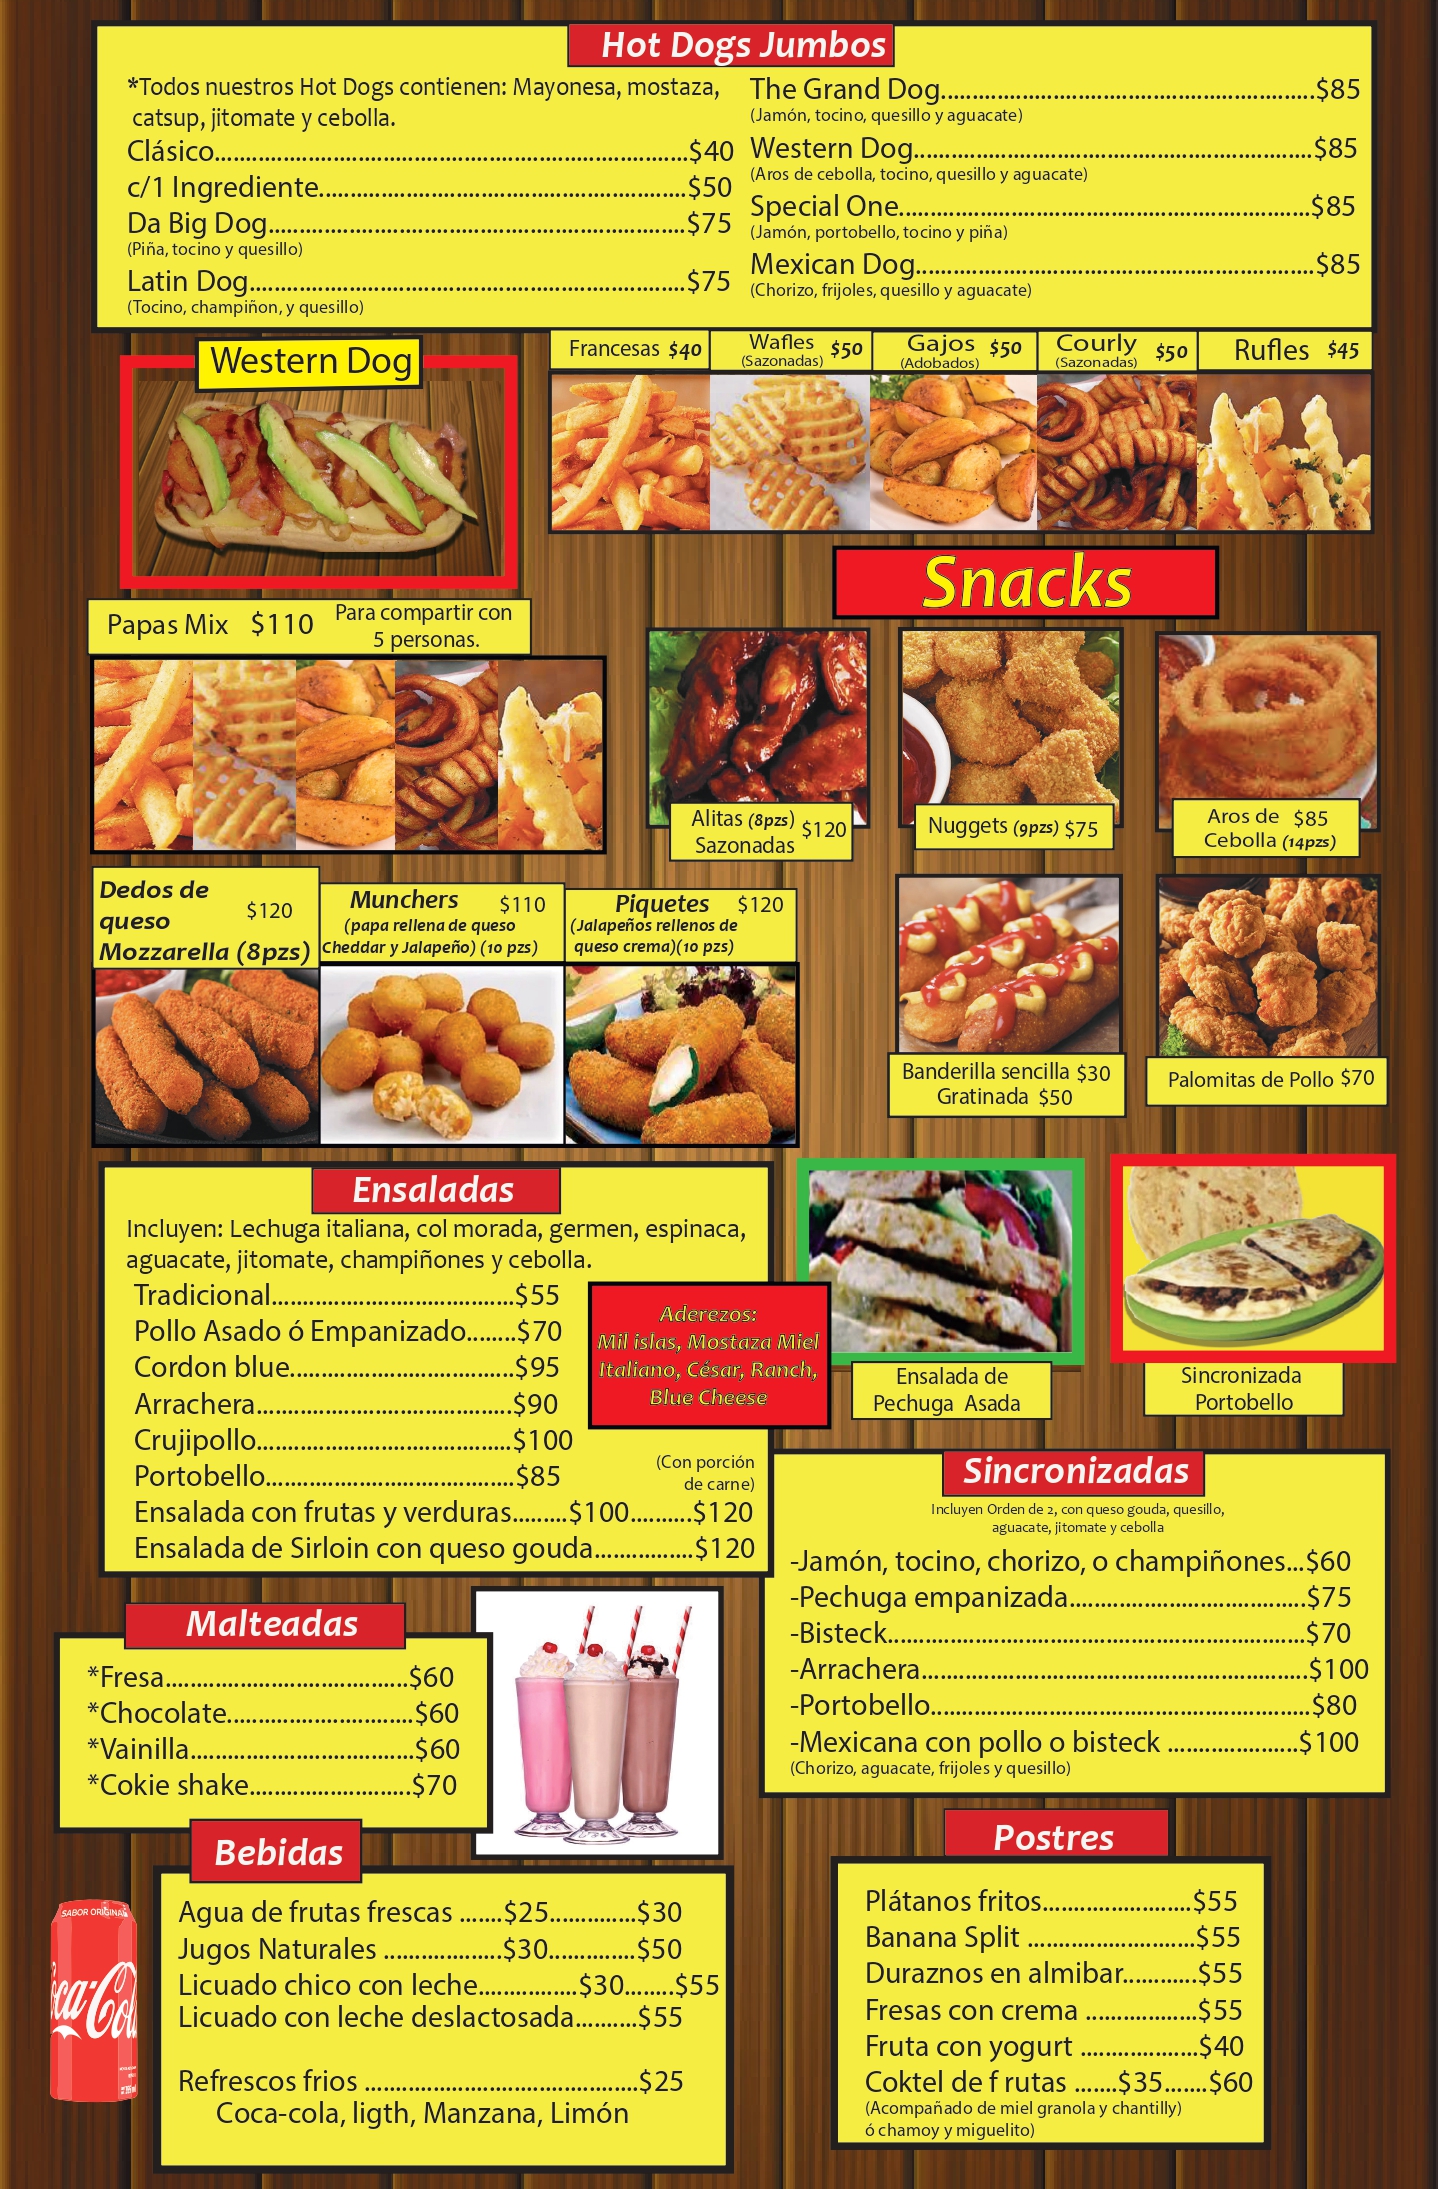 Hot Dogs Jumbos
*Todos nuestros Hot Dogs contienen: Mayonesa, mostaza,
catsup, jitomate y cebolla.
Clásico...........................................................................$40
c/1 Ingrediente..........................................................$50
Da Big Dog..................................................................$75
(Piña, tocino y quesillo)
Latin Dog.....................................................................$75
(Tocino, champiñon, y quesillo)
The Grand Dog...........................................................$85
(Jamón, tocino, quesillo y aguacate)
Western Dog...............................................................$85
(Aros de cebolla, tocino, quesillo y aguacate)
Special One.................................................................$85
(Jamón, portobello, tocino y piña)
Mexican Dog...............................................................$85
(Chorizo, frijoles, quesillo y aguacate)
Western Dog
Francesas $40
Wafles (Sazonadas) $50
Gajos (Adobados) $50
Courly (Sazonadas) $50
Rufles $45
Snacks
Papas Mix $110 Para compartir con
5 personas.
Alitas (8pzs) $120
Sazonadas
Nuggets (9pzs) $75
Aros de $85
Cebolla (14pzs)
Dedos de
queso $120
Mozzarella (8pzs)
Munchers $110
(papa rellena de queso
Cheddar y Jalapeño) (10 pzs)
Piquetes $120
(Jalapeños rellenos de
queso crema)(10 pzs)
Banderilla sencilla $30
Gratinada $50
Palomitas de Pollo $70
Ensaladas
Incluyen: Lechuga italiana, col morada, germen, espinaca,
aguacate, jitomate, champiñones y cebolla.
Tradicional.......................................$55
Pollo Asado ó Empanizado........$70
Cordon blue....................................$95
Arrachera.........................................$90
Crujipollo.........................................$100
Portobello........................................$85
(Con porción
de carne)
Ensalada con frutas y verduras.........$100..........$120
Ensalada de Sirloin con queso gouda................$120
Aderezos:
Mil islas, Mostaza Miel
Italiano, César, Ranch,
Blue Cheese
Ensalada de
Pechuga Asada
Sincronizada
Portobello
Sincronizadas
Incluyen Orden de 2, con queso gouda, quesillo,
aguacate, jitomate y cebolla
-Jamón, tocino, chorizo, o champiñones...$60
-Pechuga empanizada......................................$75
-Bisteck...................................................................$70
-Arrachera..............................................................$100
-Portobello.............................................................$80
-Mexicana con pollo o bisteck .....................$100
(Chorizo, aguacate, frijoles y quesillo)
Malteadas
*Fresa.......................................$60
*Chocolate..............................$60
*Vainilla....................................$60
*Cokie shake..........................$70
Bebidas
Agua de frutas frescas .......$25..............$30
Jugos Naturales ...................$30..............$50
Licuado chico con leche................$30........$55
Licuado con leche deslactosada..........$55
Refrescos frios ............................................$25
Coca-cola, ligth, Manzana, Limón
SABOR ORIGINAL
Coca-Cola
Postres
Plátanos fritos........................$55
Banana Split ...........................$55
Duraznos en almibar............$55
Fresas con crema ..................$55
Fruta con yogurt ...................$40
Coktel de f rutas .......$35.......$60
(Acompañado de miel granola y chantilly)
ó chamoy y miguelito)